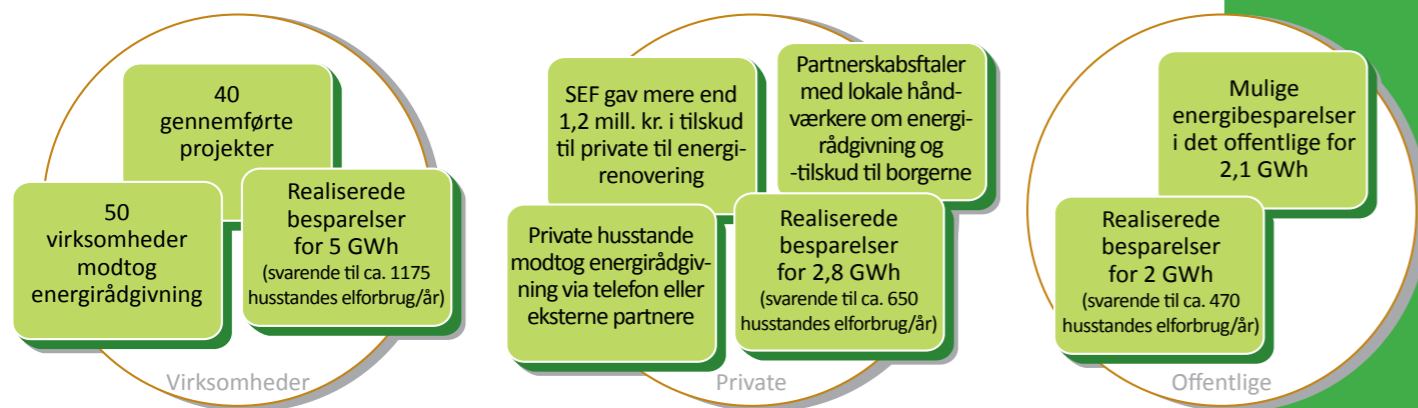 40
gennemførte
projekter
50
virksomheder
modtog
energirådgivning
Realiserede
besparelser
for 5 GWh
(svarende til ca. 1175
husstandes elforbrug/år)
Virksomheder
SEF gav mere end
1,2 mill. kr. i tilskud
til private til energi-
renovering
Partnerskabsftaler
med lokale hånd-
værkere om energi-
rådgivning og
-tilskud til borgerne
Private husstande
modtog energirådgiv-
ning via telefon eller
eksterne partnere
Realiserede
besparelser
for 2,8 GWh
(svarende til ca. 650
husstandes elforbrug/år)
Private
Mulige
energibesparelser
i det offentlige for
2,1 GWh
Realiserede
besparelser
for 2 GWh
(svarende til ca. 470
husstandes elforbrug/år)
Offentlige